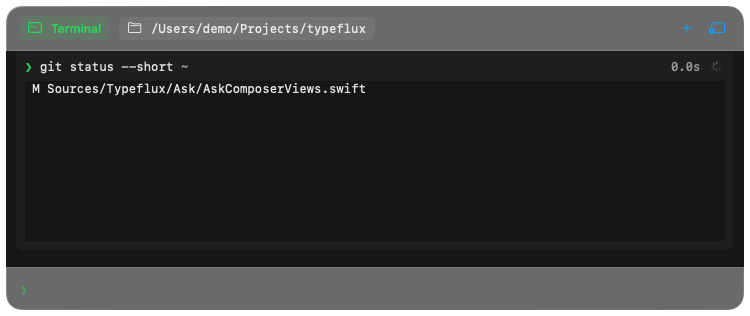 Terminal
/Users/demo/Projects/typeflux
❯ git status --short ~ 0.0s
M Sources/Typeflux/Ask/AskComposerViews.swift
❯